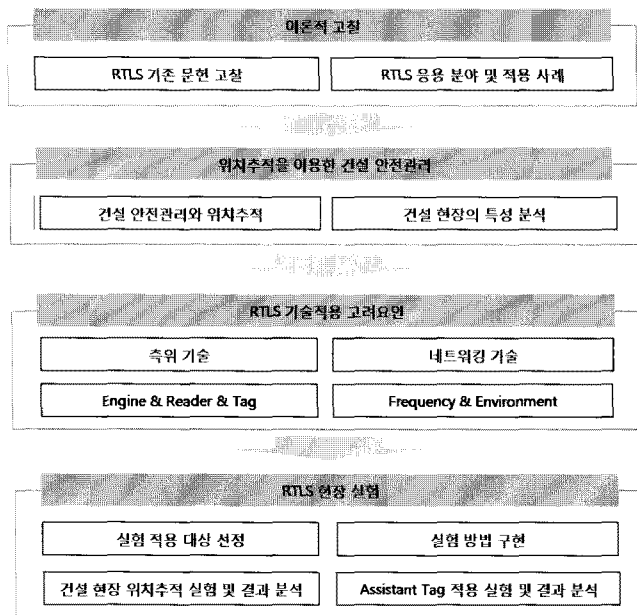 이론적 고찰
RTLS 기존 문헌 고찰
RTLS 응용 분야 및 적용 사례
위치추적을 이용한 건설 안전관리
건설 안전관리와 위치추적
건설 현장의 특성 분석
RTLS 기술적용 고려요인
측위 기술
네트워킹 기술
Engine & Reader & Tag
Frequency & Environment
RTLS 현장 실험
실험 적용 대상 선정
실험 방법 구현
건설 현장 위치추적 실험 및 결과 분석
Assistant Tag 적용 실험 및 결과 분석